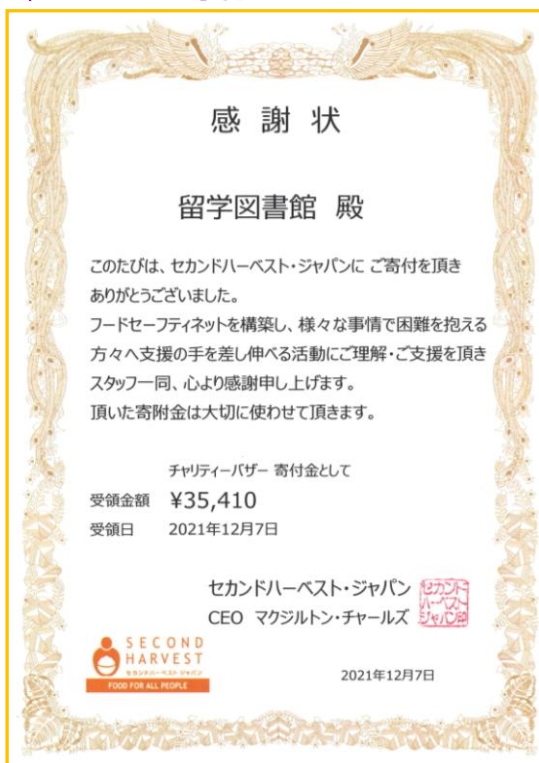 感 謝 状
留学図書館 殿
このたびは、セカンドハーベスト・ジャパンに ご寄付を頂き
ありがとうございました。
フードセーフティネットを構築し、様々な事情で困難を抱える
方々へ支援の手を差し伸べる活動にご理解・ご支援を頂き
スタッフ一同、心より感謝申し上げます。
頂いた寄附金は大切に使わせて頂きます。
チャリティーバザー 寄付金として
受領金額 ¥35,410
受領日 2021年12月7日
セカンドハーベスト・ジャパン
CEO マクジルトン・チャールズ
セカンド
ハーベスト
ジャパン印
SECOND
HARVEST
セカンドハーベスト ジャパン
FOOD FOR ALL PEOPLE
2021年12月7日